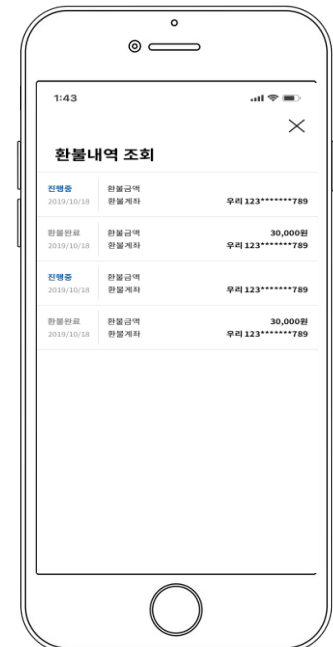 1:43
환불내역 조회
진행중 환불금액
2019/10/18 환불계좌 우리 123*******789
환불완료 환불금액 30,000원
2019/10/18 환불계좌 우리 123*******789
진행중 환불금액
2019/10/18 환불계좌 우리 123*******789
환불완료 환불금액 30,000원
2019/10/18 환불계좌 우리 123*******789